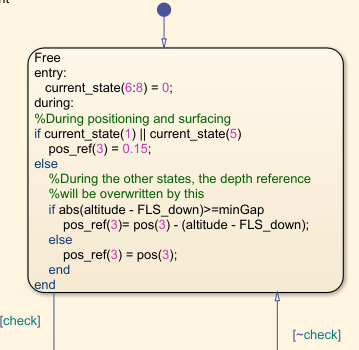 Free
entry:
current_state(6:8) = 0;
during:
%During positioning and surfacing
if current_state(1) || current_state(5)
pos_ref(3) = 0.15;
else
%During the other states, the depth reference
%will be overwritten by this
if abs(altitude - FLS_down)>=minGap
pos_ref(3)= pos(3) - (altitude - FLS_down);
else
pos_ref(3) = pos(3);
end
end
[check]
[~check]